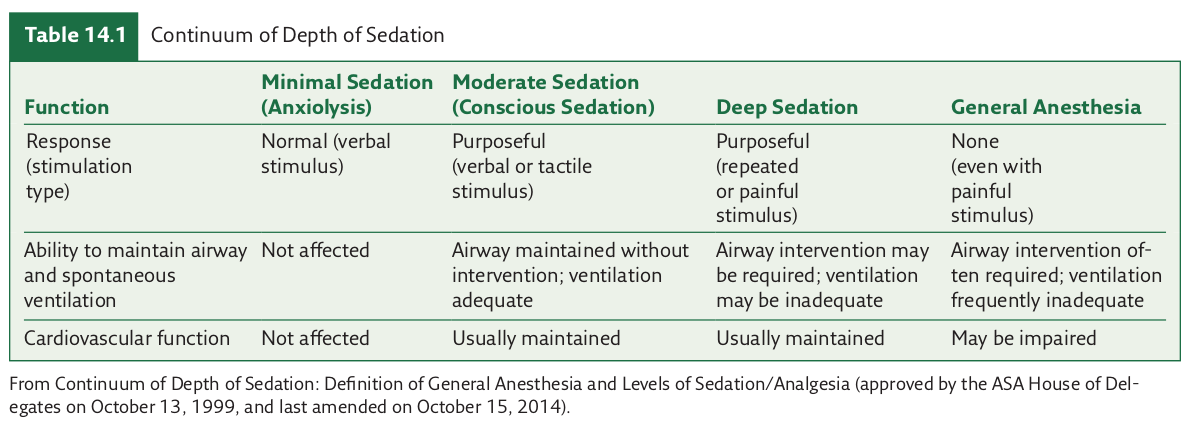 Table 14.1 Continuum of Depth of Sedation
Function
Minimal Sedation
(Anxiolysis)
Moderate Sedation
(Conscious Sedation)
Deep Sedation
General Anesthesia
Response
(stimulation
type)
Normal (verbal
stimulus)
Purposeful
(verbal or tactile
stimulus)
Purposeful
(repeated
or painful
stimulus)
None
(even with
painful
stimulus)
Ability to maintain airway
and spontaneous
ventilation
Not affected
Airway maintained without
intervention; ventilation
adequate
Airway intervention may
be required; ventilation
may be inadequate
Airway intervention of-
ten required; ventilation
frequently inadequate
Cardiovascular function
Not affected
Usually maintained
Usually maintained
May be impaired
From Continuum of Depth of Sedation: Definition of General Anesthesia and Levels of Sedation/Analgesia (approved by the ASA House of Del-
egates on October 13, 1999, and last amended on October 15, 2014).